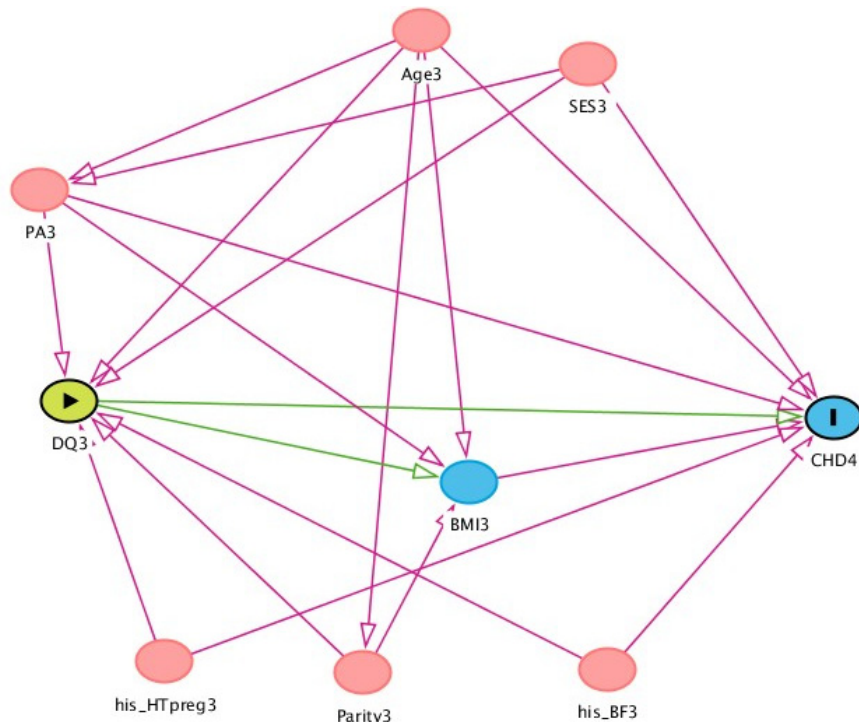 Age3
SES3
PA3
DQ3
CHD4
BMI3
his_HTpreg3
Parity3
his_BF3